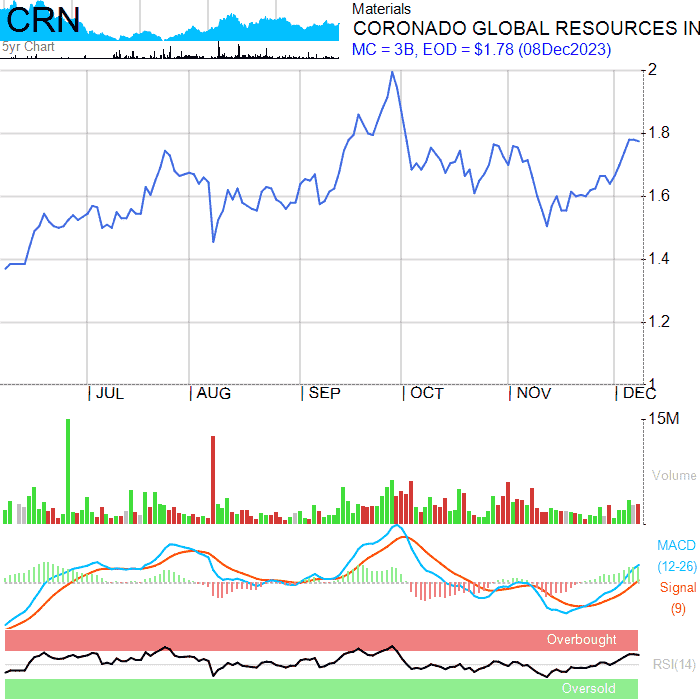 CRN
5yr Chart
Materials
CORONADO GLOBAL RESOURCES IN
MC = 3B, EOD = $1.78 (08Dec2023)
2
1.8
1.6
1.4
1.2
1
JUL AUG SEP OCT NOV DEC
15M
Volume
MACD
(12-26)
Signal
(9)
Overbought
RSI(14)
Oversold